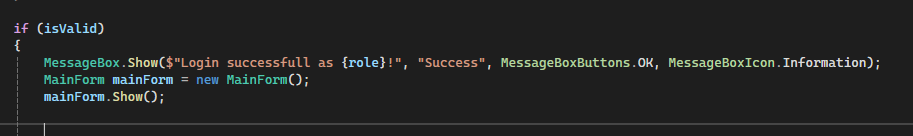 if (isValid)
{
MessageBox.Show($"Login successfull as {role}!", "Success", MessageBoxButtons.OK, MessageBoxIcon.Information);
MainForm mainForm = new MainForm();
mainForm.Show();